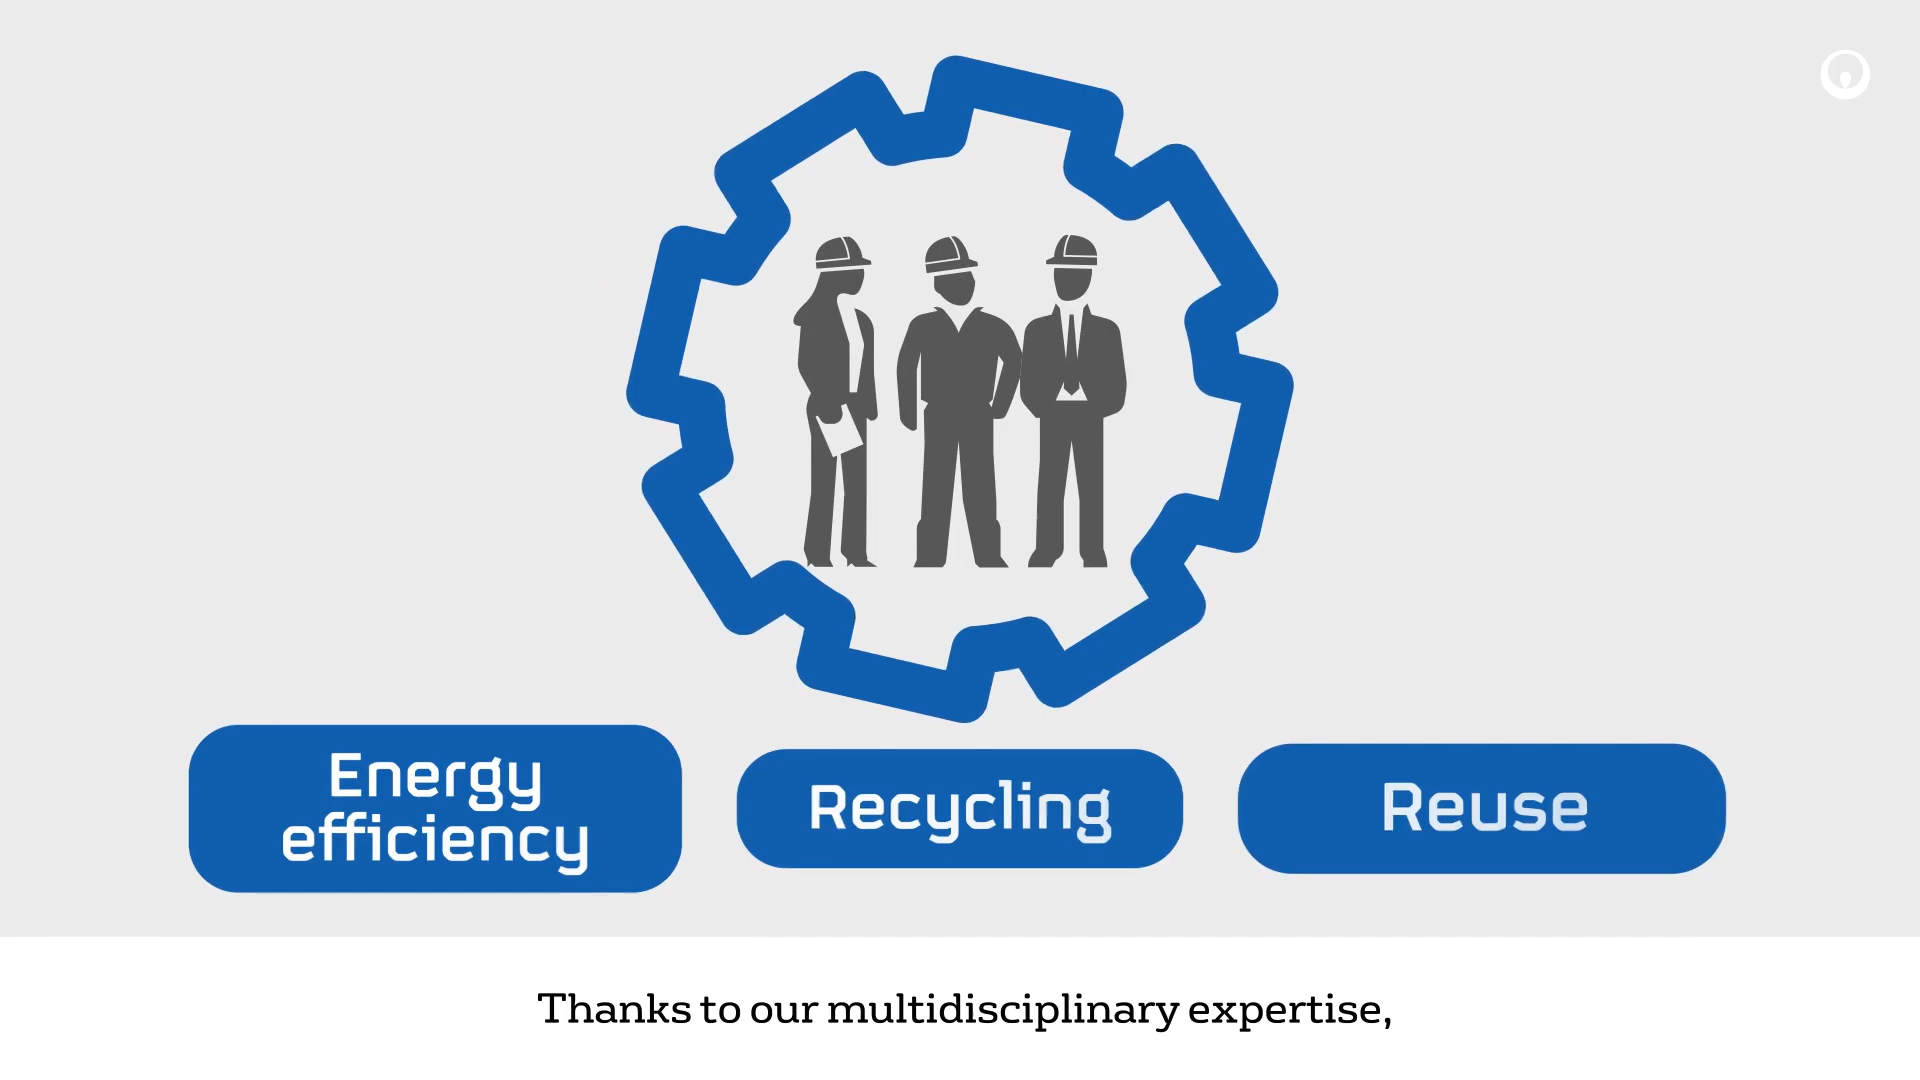 Energy
efficiency
Recycling
Reuse
Thanks to our multidisciplinary expertise,